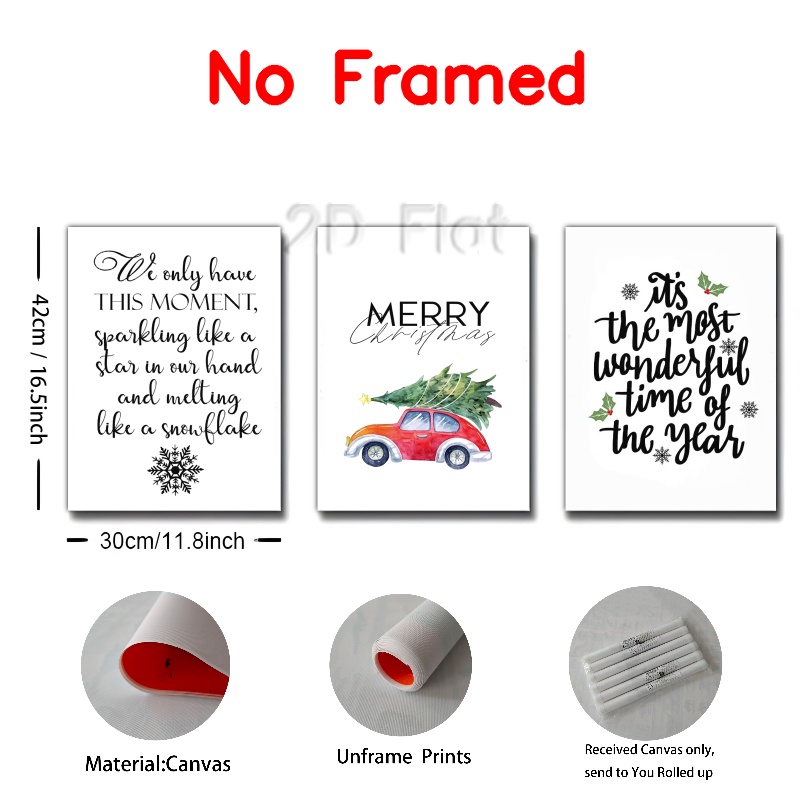 No Framed
2D Flat
42cm / 16.5inch
We only have
THIS MOMENT,
sparkling like a
star in our hand
and melting
like a snowflake
MERRY
Christmas
it's
the most
wonderful
time of
the year
30cm/11.8inch
Material:Canvas
Unframe Prints
Received Canvas only,
send to You Rolled up